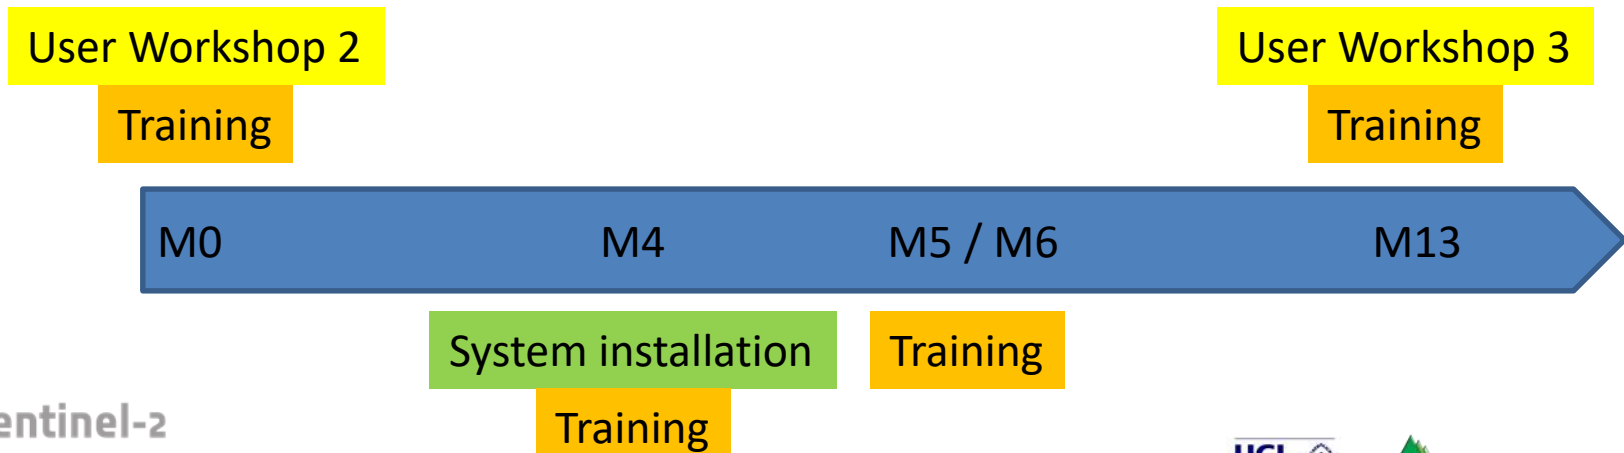 User Workshop 2
User Workshop 3
Training
Training
M0 M4 M5 / M6 M13
System installation
Training
Training
entinel-2